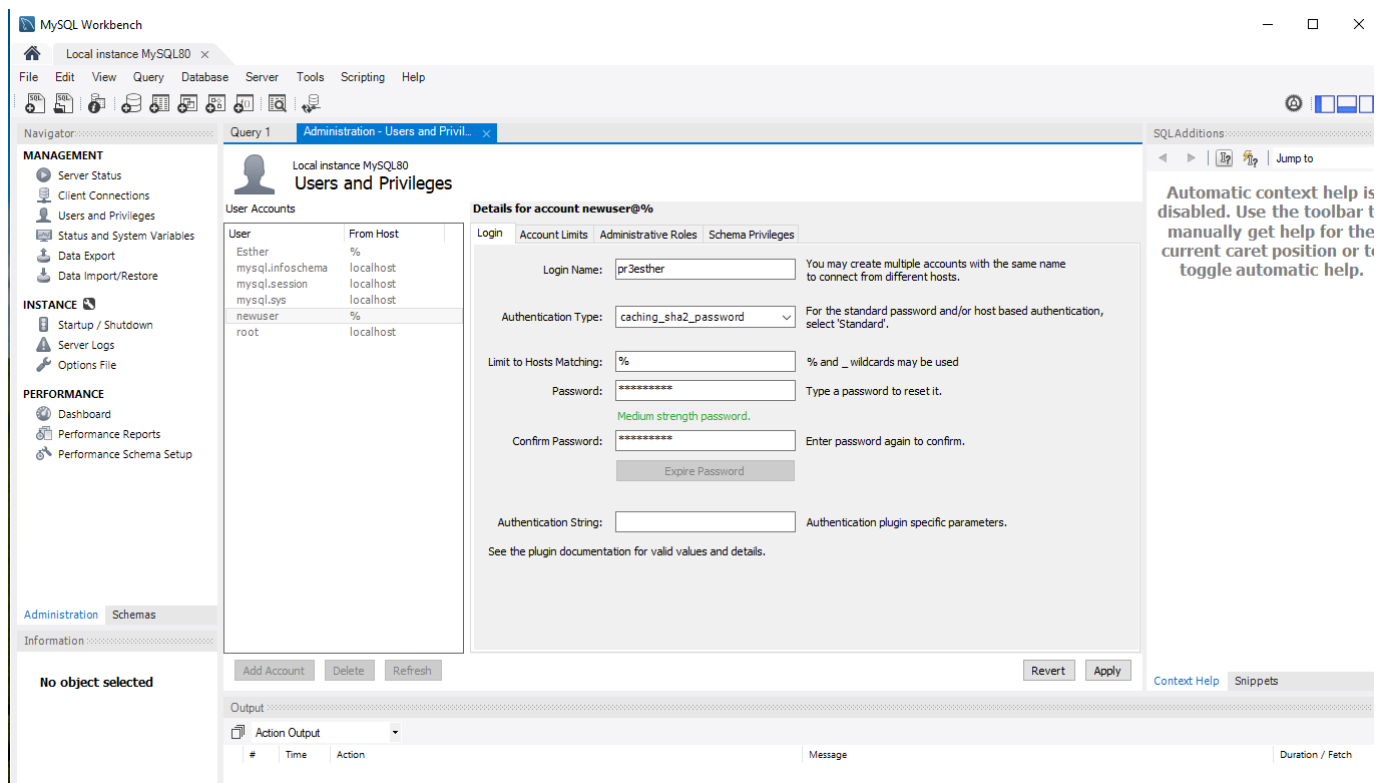 MySQL Workbench
Local instance MySQL80
File Edit View Query Database Server Tools Scripting Help
Navigator
MANAGEMENT
Server Status
Client Connections
Users and Privileges
Status and System Variables
Data Export
Data Import/Restore
INSTANCE
Startup / Shutdown
Server Logs
Options File
PERFORMANCE
Dashboard
Performance Reports
Performance Schema Setup
Administration Schemas
Information
No object selected
Query 1 Administration - Users and Privil...
Local instance MySQL80
Users and Privileges
User Accounts
User From Host
Esther %
mysql.infoschema localhost
mysql.session localhost
mysql.sys localhost
newuser %
root localhost
Add Account Delete Refresh
Details for account newuser@%
Login Account Limits Administrative Roles Schema Privileges
Login Name: pr3esther You may create multiple accounts with the same name
to connect from different hosts.
Authentication Type: caching_sha2_password For the standard password and/or host based authentication,
select 'Standard'.
Limit to Hosts Matching: % % and _ wildcards may be used
Password: ********* Type a password to reset it.
Medium strength password.
Confirm Password: ********* Enter password again to confirm.
Expire Password
Authentication String: Authentication plugin specific parameters.
See the plugin documentation for valid values and details.
Revert Apply
SQLAdditions
Jump to
Automatic context help is
disabled. Use the toolbar t
manually get help for the
current caret position or to
toggle automatic help.
Context Help Snippets
Output
Action Output
# Time Action Message Duration / Fetch